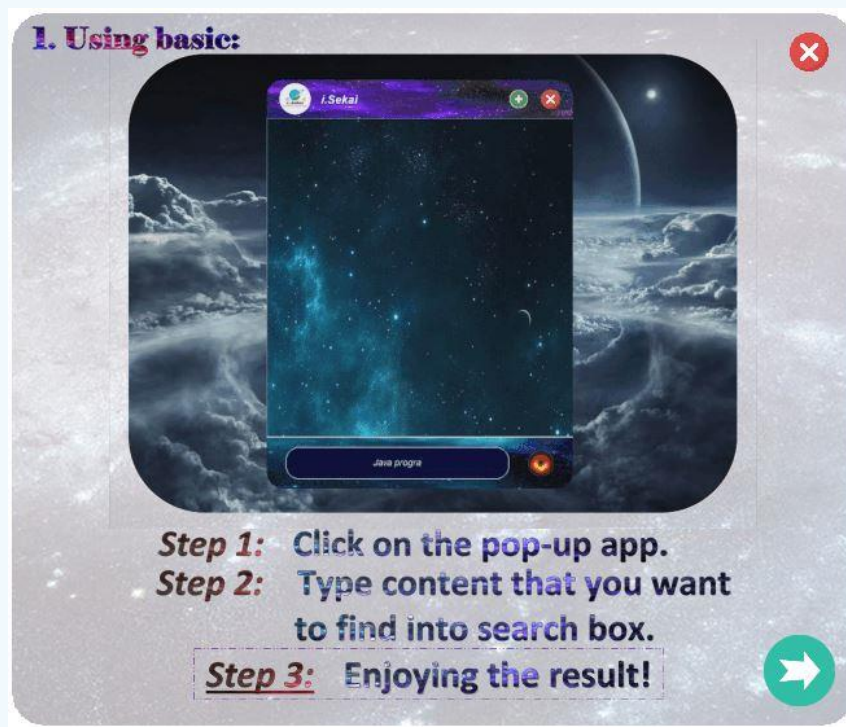 1. Using basic:
i.Sekai
Java progra
Step 1: Click on the pop-up app.
Step 2: Type content that you want
to find into search box.
Step 3: Enjoying the result!